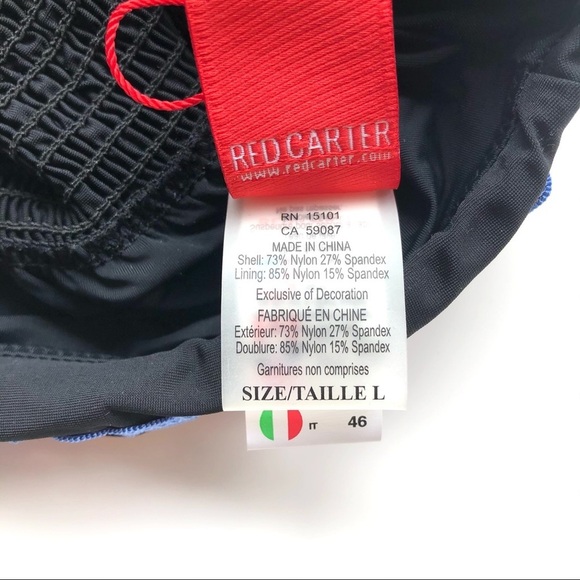 RED CARTER
www.redcarter.com
RN 15101
CA 59087
MADE IN CHINA
Shell: 73% Nylon 27% Spandex
Lining: 85% Nylon 15% Spandex
Exclusive of Decoration
FABRIQUÉ EN CHINE
Extérieur: 73% Nylon 27% Spandex
Doublure: 85% Nylon 15% Spandex
Garnitures non comprises
SIZE/TAILLE L
IT 46